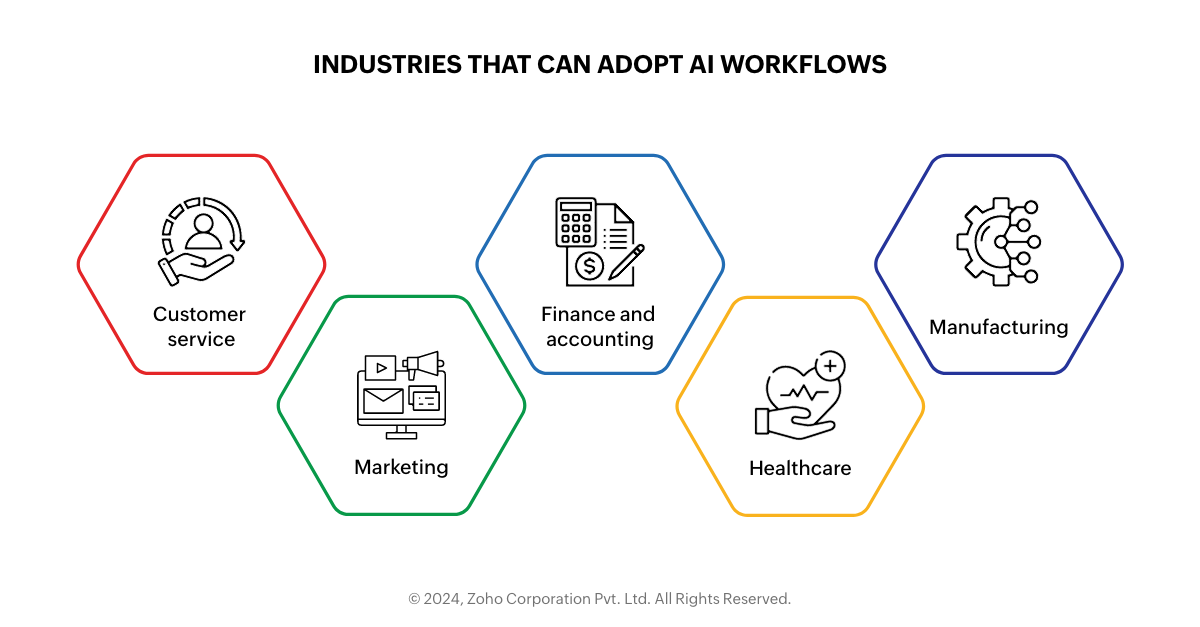 INDUSTRIES THAT CAN ADOPT AI WORKFLOWS
Customer
service
Marketing
Finance and
accounting
Healthcare
Manufacturing
© 2024, Zoho Corporation Pvt. Ltd. All Rights Reserved.